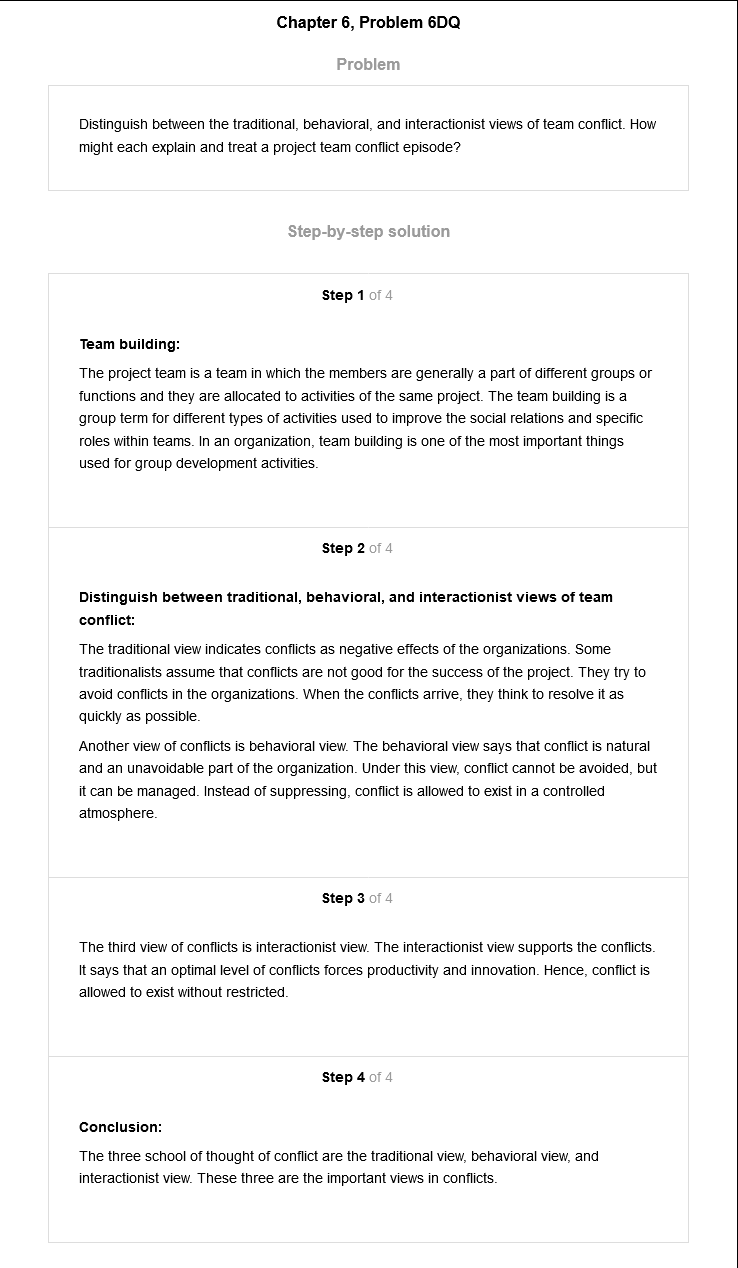 Chapter 6, Problem 6DQ
Problem
Distinguish between the traditional, behavioral, and interactionist views of team conflict. How
might each explain and treat a project team conflict episode?
Step-by-step solution
Step 1 of 4
Team building:
The project team is a team in which the members are generally a part of different groups or
functions and they are allocated to activities of the same project. The team building is a
group term for different types of activities used to improve the social relations and specific
roles within teams. In an organization, team building is one of the most important things
used for group development activities.
Step 2 of 4
Distinguish between traditional, behavioral, and interactionist views of team
conflict:
The traditional view indicates conflicts as negative effects of the organizations. Some
traditionalists assume that conflicts are not good for the success of the project. They try to
avoid conflicts in the organizations. When the conflicts arrive, they think to resolve it as
quickly as possible.
Another view of conflicts is behavioral view. The behavioral view says that conflict is natural
and an unavoidable part of the organization. Under this view, conflict cannot be avoided, but
it can be managed. Instead of suppressing, conflict is allowed to exist in a controlled
atmosphere.
Step 3 of 4
The third view of conflicts is interactionist view. The interactionist view supports the conflicts.
It says that an optimal level of conflicts forces productivity and innovation. Hence, conflict is
allowed to exist without restricted.
Step 4 of 4
Conclusion:
The three school of thought of conflict are the traditional view, behavioral view, and
interactionist view. These three are the important views in conflicts.